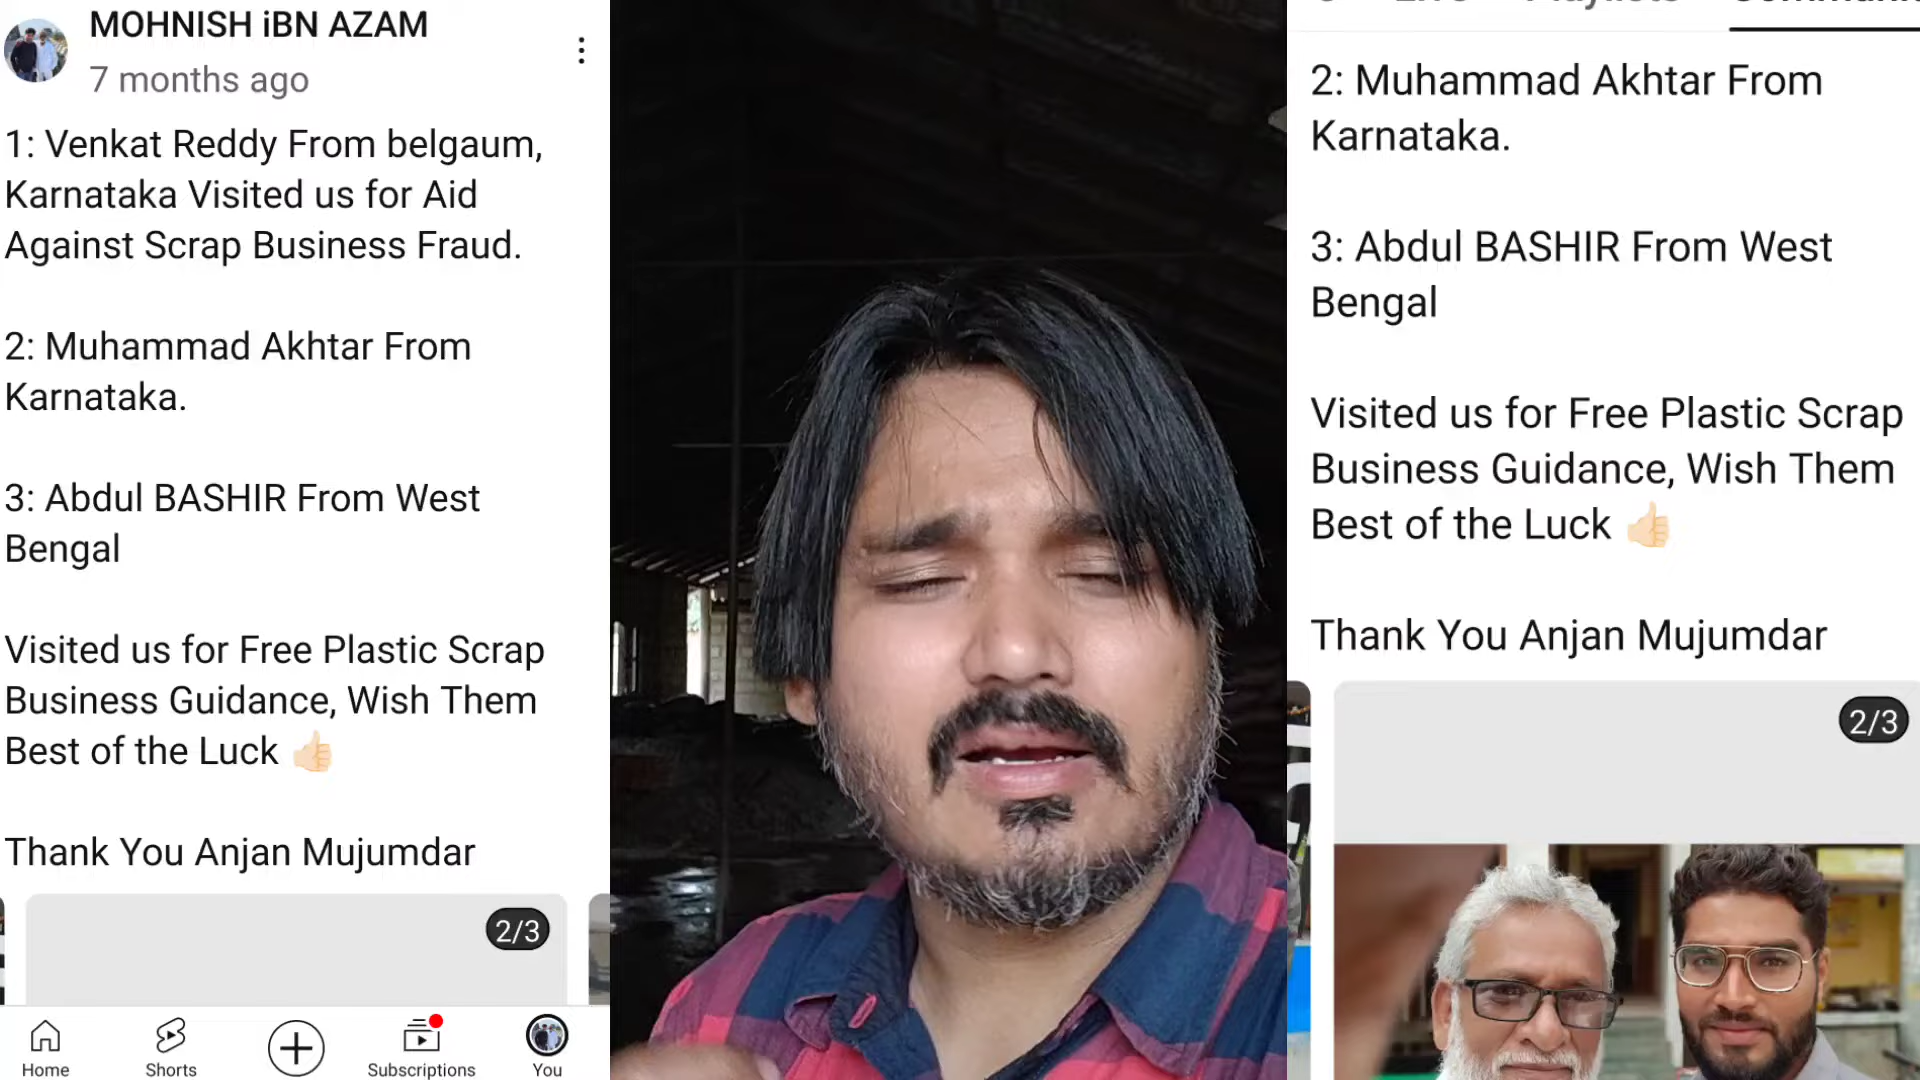 MOHNISH iBN AZAM
7 months ago
1: Venkat Reddy From belgaum,
Karnataka Visited us for Aid
Against Scrap Business Fraud.
2: Muhammad Akhtar From
Karnataka.
3: Abdul BASHIR From West
Bengal
Visited us for Free Plastic Scrap
Business Guidance, Wish Them
Best of the Luck 👍🏻
Thank You Anjan Mujumdar
2/3
Home
Shorts
Subscriptions
You
2: Muhammad Akhtar From
Karnataka.
3: Abdul BASHIR From West
Bengal
Visited us for Free Plastic Scrap
Business Guidance, Wish Them
Best of the Luck 👍🏻
Thank You Anjan Mujumdar
2/3